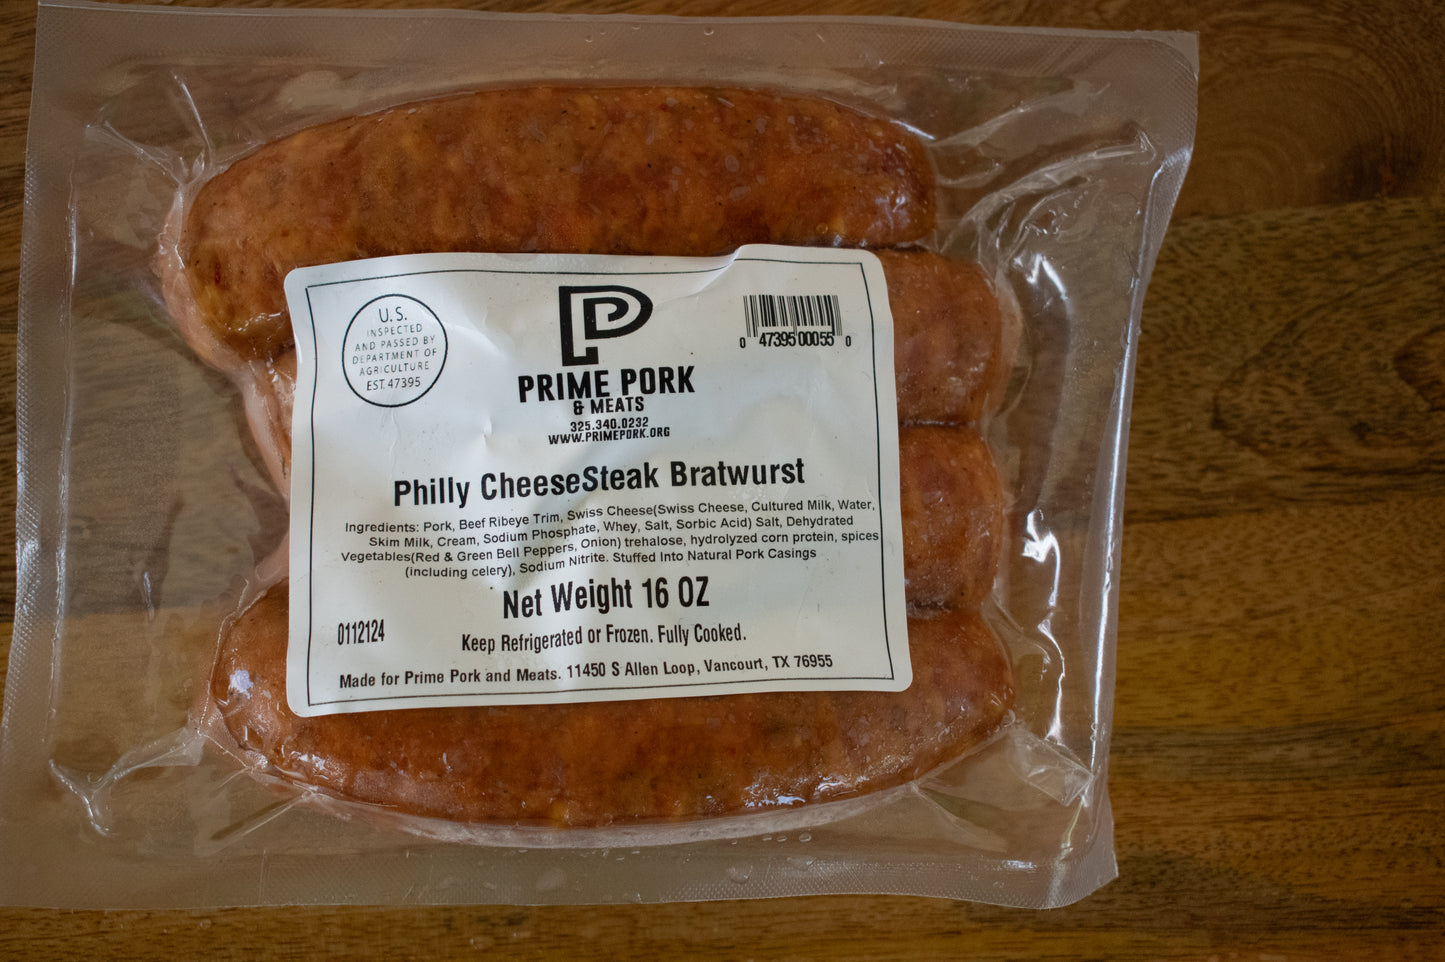 U.S.
INSPECTED
AND PASSED BY
DEPARTMENT OF
AGRICULTURE
EST. 47395
P
PRIME PORK
& MEATS
325.340.0232
WWW.PRIMEPORK.ORG
0 47395 00055 0
Philly CheeseSteak Bratwurst
Ingredients: Pork, Beef Ribeye Trim, Swiss Cheese(Swiss Cheese, Cultured Milk, Water,
Skim Milk, Cream, Sodium Phosphate, Whey, Salt, Sorbic Acid) Salt, Dehydrated
Vegetables(Red & Green Bell Peppers, Onion) trehalose, hydrolyzed corn protein, spices
(including celery), Sodium Nitrite. Stuffed Into Natural Pork Casings
Net Weight 16 OZ
0112124
Keep Refrigerated or Frozen. Fully Cooked.
Made for Prime Pork and Meats. 11450 S Allen Loop, Vancourt, TX 76955